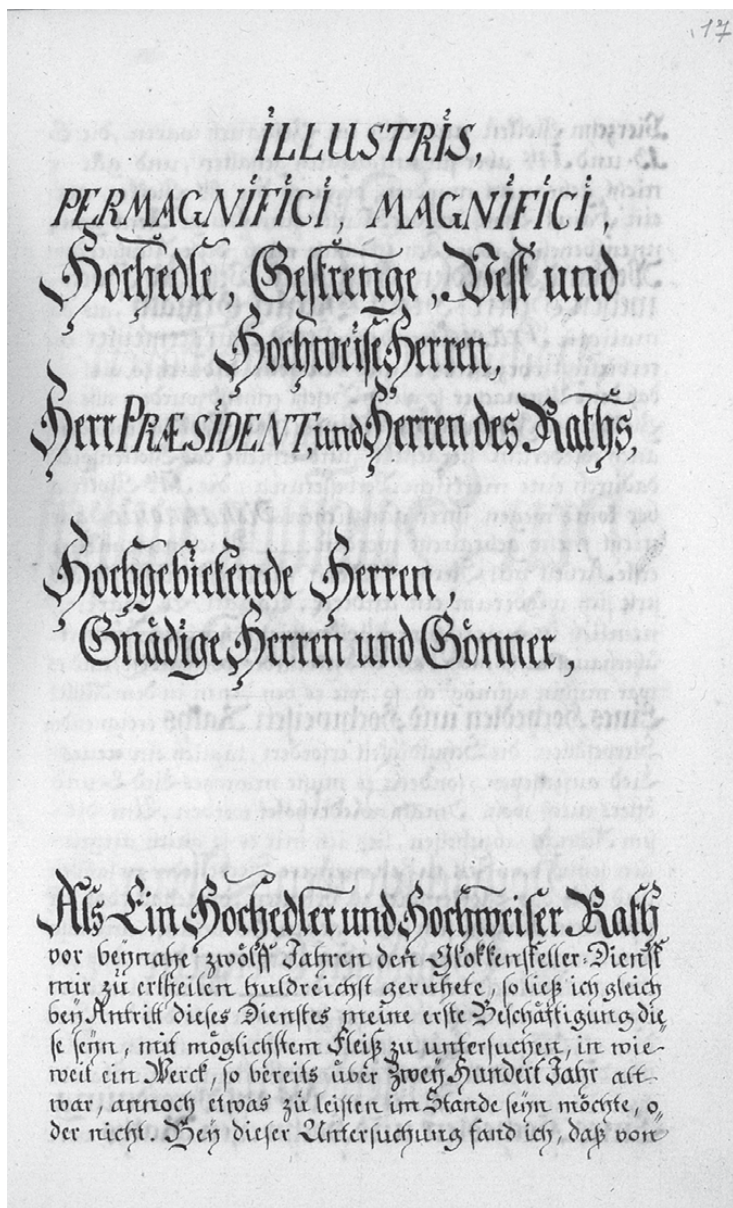 17
ILLUSTRIS,
PERMAGNIFICI, MAGNIFICI,
Hochedle, Gestrenge, Vest und
Hochweise Herren,
Herr PRÆSIDENT, und Herren des Raths,
Hochgebietende Herren,
Gnädige Herren und Gönner,
Als Ein Hochedler und Hochweiser Rath
vor beynahe zwölff Jahren den Glokkensteller-Dienst
mir zu ertheilen huldreichst geruhete, so ließ ich gleich
bey Antritt dieses Dienstes meine erste Beschäftigung die-
se seyn, mit möglichstem Fleiß zu untersuchen, in wie-
weit ein Werck, so bereits über Zwey Hundert Jahr alt
war, annoch etwas zu leisten im Stande seyn möchte, o-
der nicht. Bey dieser Untersuchung fand ich, daß von